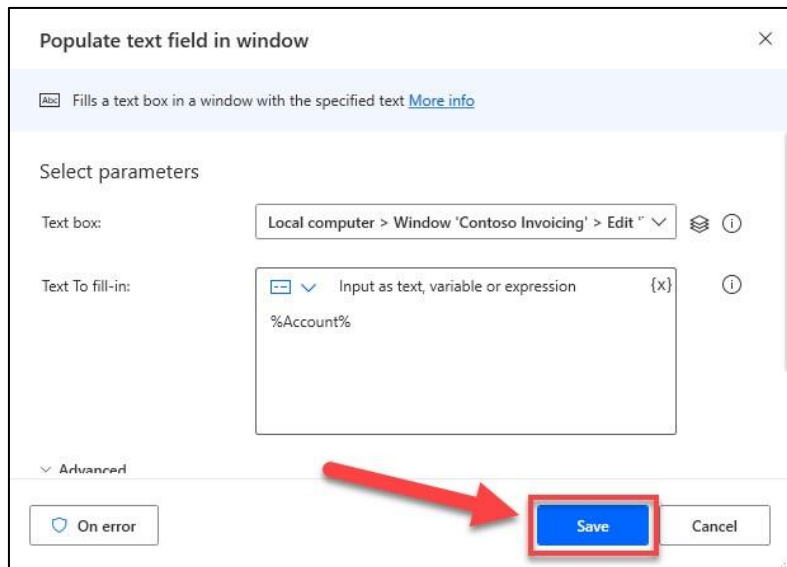 Populate text field in window
Abc Fills a text box in a window with the specified text More info
Select parameters
Text box: Local computer > Window 'Contoso Invoicing' > Edit '
Text To fill-in: Input as text, variable or expression {x}
%Account%
Advanced
On error Save Cancel